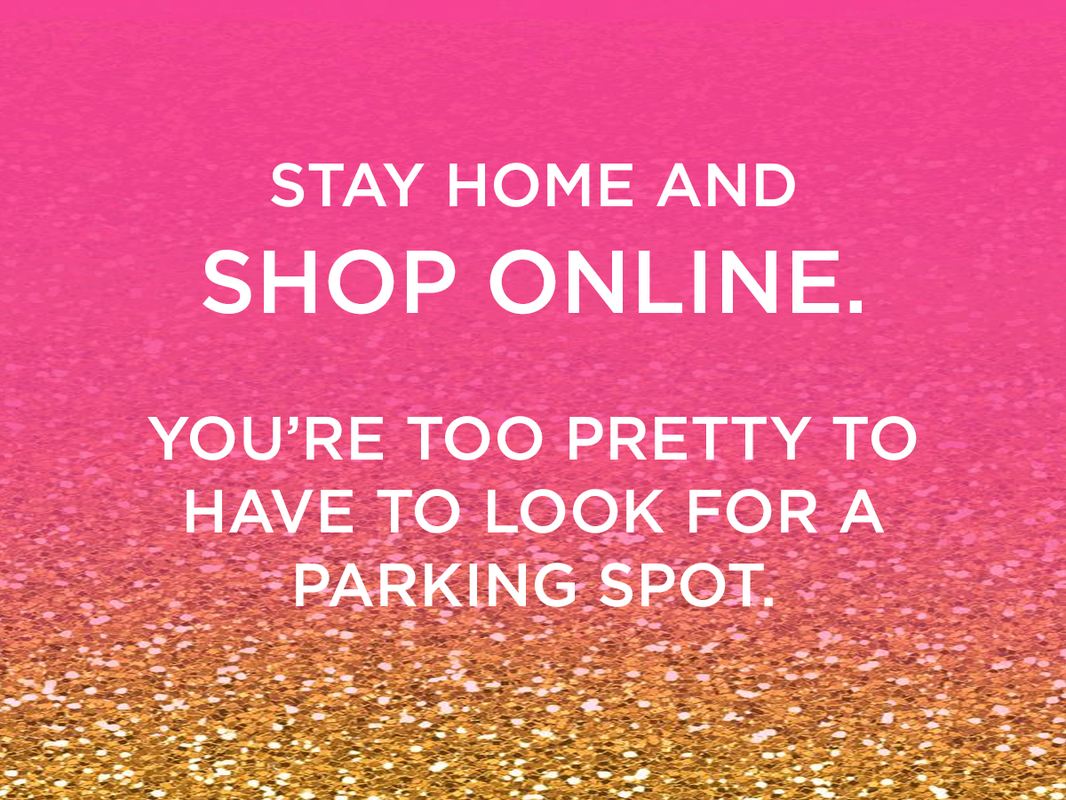 STAY HOME AND
SHOP ONLINE.
YOU’RE TOO PRETTY TO
HAVE TO LOOK FOR A
PARKING SPOT.